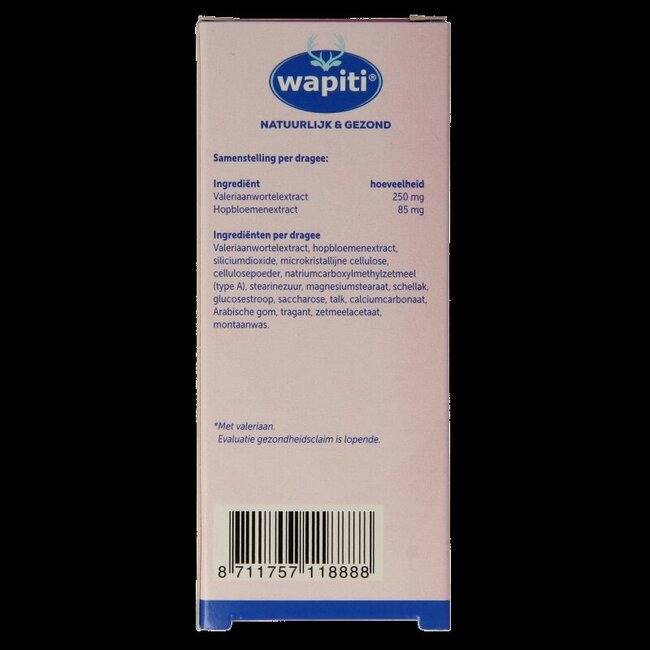 wapiti®
NATUURLIJK & GEZOND
Samenstelling per dragee:
Ingrediënt hoeveelheid
Valeriaanwortelextract 250 mg
Hopbloemenextract 85 mg
Ingrediënten per dragee
Valeriaanwortelextract, hopbloemenextract,
siliciumdioxide, microkristallijne cellulose,
cellulosepoeder, natriumcarboxylmethylzetmeel
(type A), stearinezuur, magnesiumstearaat, schellak,
glucosestroop, saccharose, talk, calciumcarbonaat,
Arabische gom, tragant, zetmeelacetaat,
montaanwas.
*Met valeriaan.
Evaluatie gezondheidsclaim is lopende.
8 711757 118888